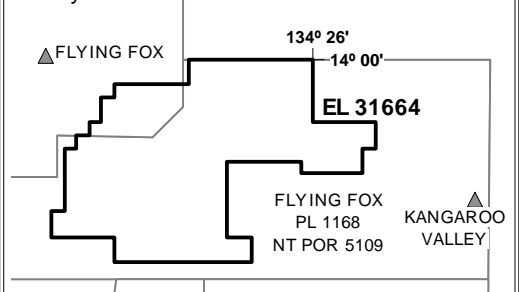 134º 26'
FLYING FOX
14º 00'
EL 31664
FLYING FOX
PL 1168
NT POR 5109
KANGAROO
VALLEY